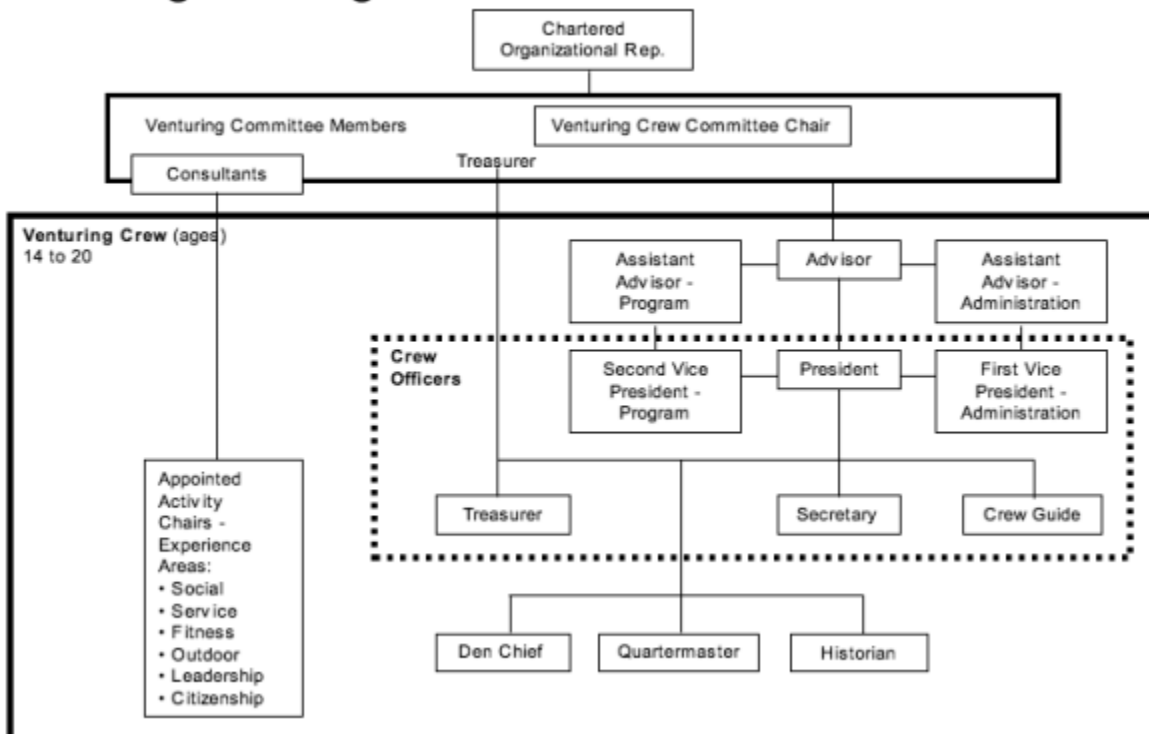 Chartered
Organizational Rep.
Venturing Committee Members
Venturing Crew Committee Chair
Treasurer
Consultants
Venturing Crew (ages)
14 to 20
Assistant
Advisor -
Program
Advisor
Assistant
Advisor -
Administration
Crew
Officers
Second Vice
President -
Program
President
First Vice
President -
Administration
Appointed
Activity
Chairs -
Experience
Areas:
• Social
• Service
• Fitness
• Outdoor
• Leadership
• Citizenship
Treasurer
Secretary
Crew Guide
Den Chief
Quartermaster
Historian